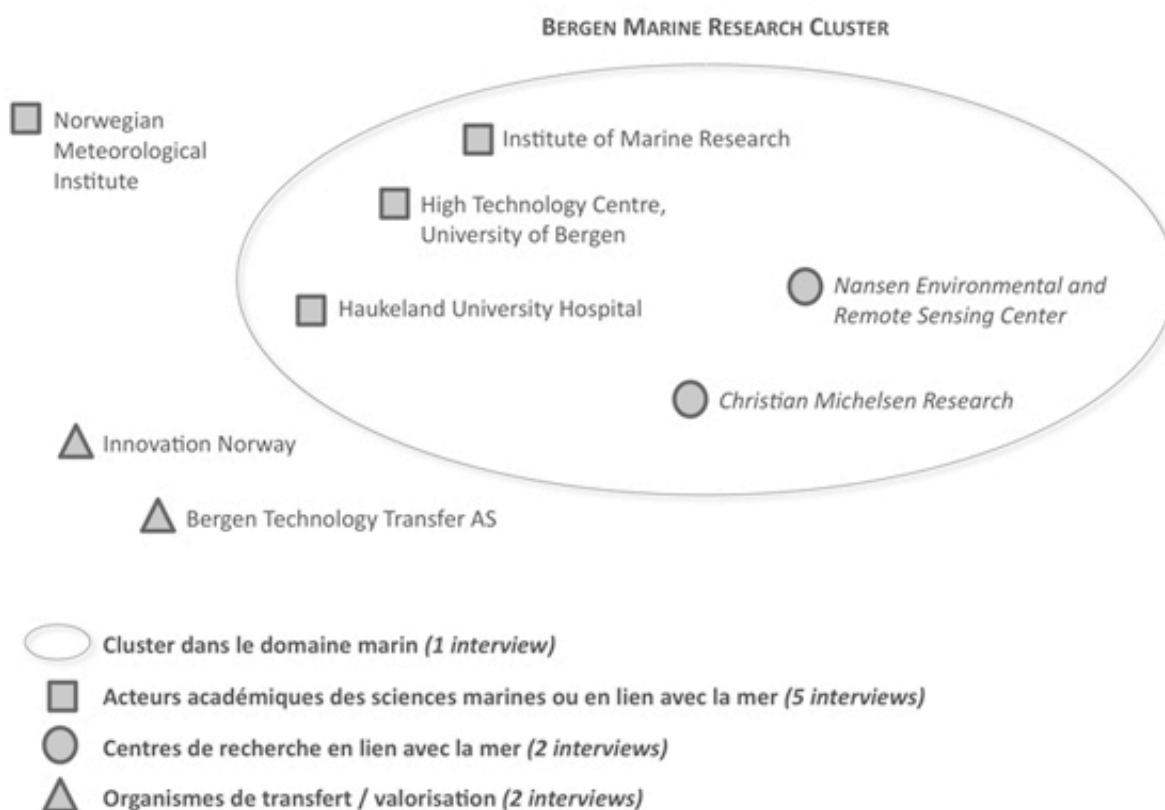 BERGEN MARINE RESEARCH CLUSTER
Norwegian
Meteorological
Institute
Institute of Marine Research
High Technology Centre,
University of Bergen
Haukeland University Hospital
Nansen Environmental and
Remote Sensing Center
Christian Michelsen Research
Innovation Norway
Bergen Technology Transfer AS
Cluster dans le domaine marin (1 interview)
Acteurs académiques des sciences marines ou en lien avec la mer (5 interviews)
Centres de recherche en lien avec la mer (2 interviews)
Organismes de transfert / valorisation (2 interviews)